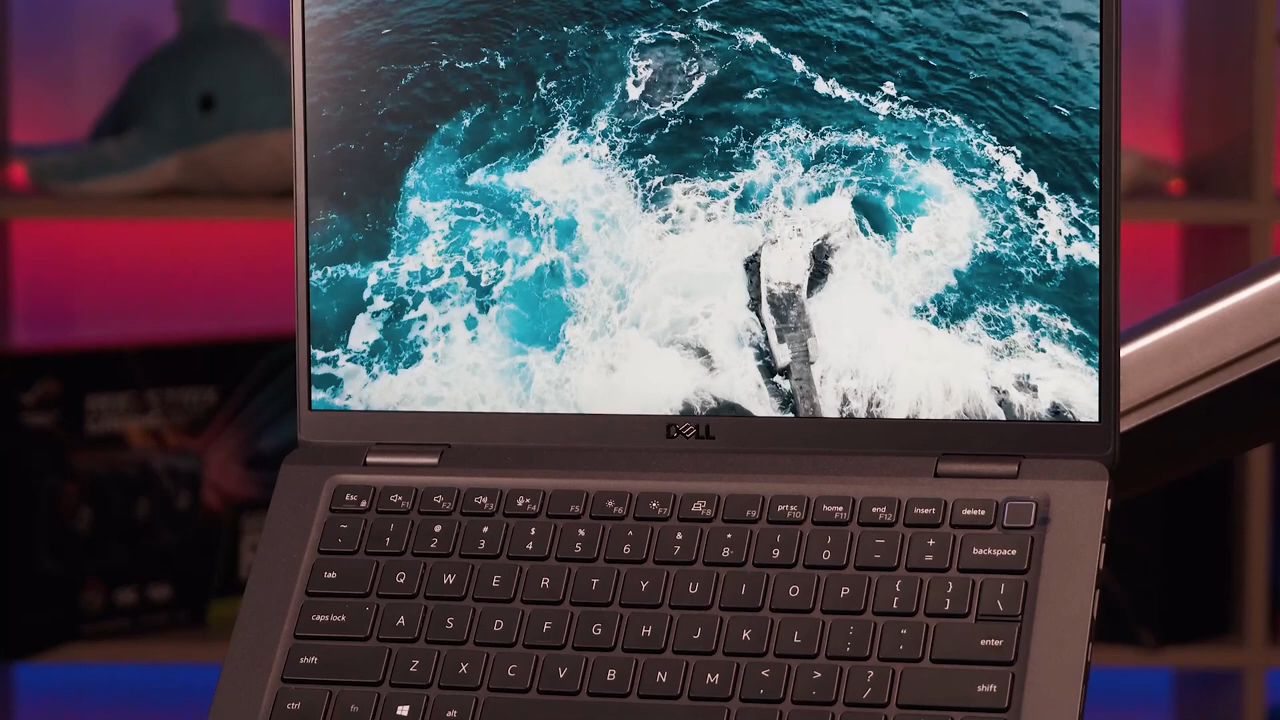 DELL
Esc F1 F2 F3 F4 F5 F6 F7 F8 F9 prt sc F10 home F11 end F12 insert delete
~ ! @ # $ % ^ & * ( ) _ +
` 1 2 3 4 5 6 7 8 9 0 - = backspace
tab Q W E R T Y U I O P { [ } ] | \
caps lock A S D F G H J K L : ; " enter
shift Z X C V B N M < , > . ? / shift
ctrl fn alt